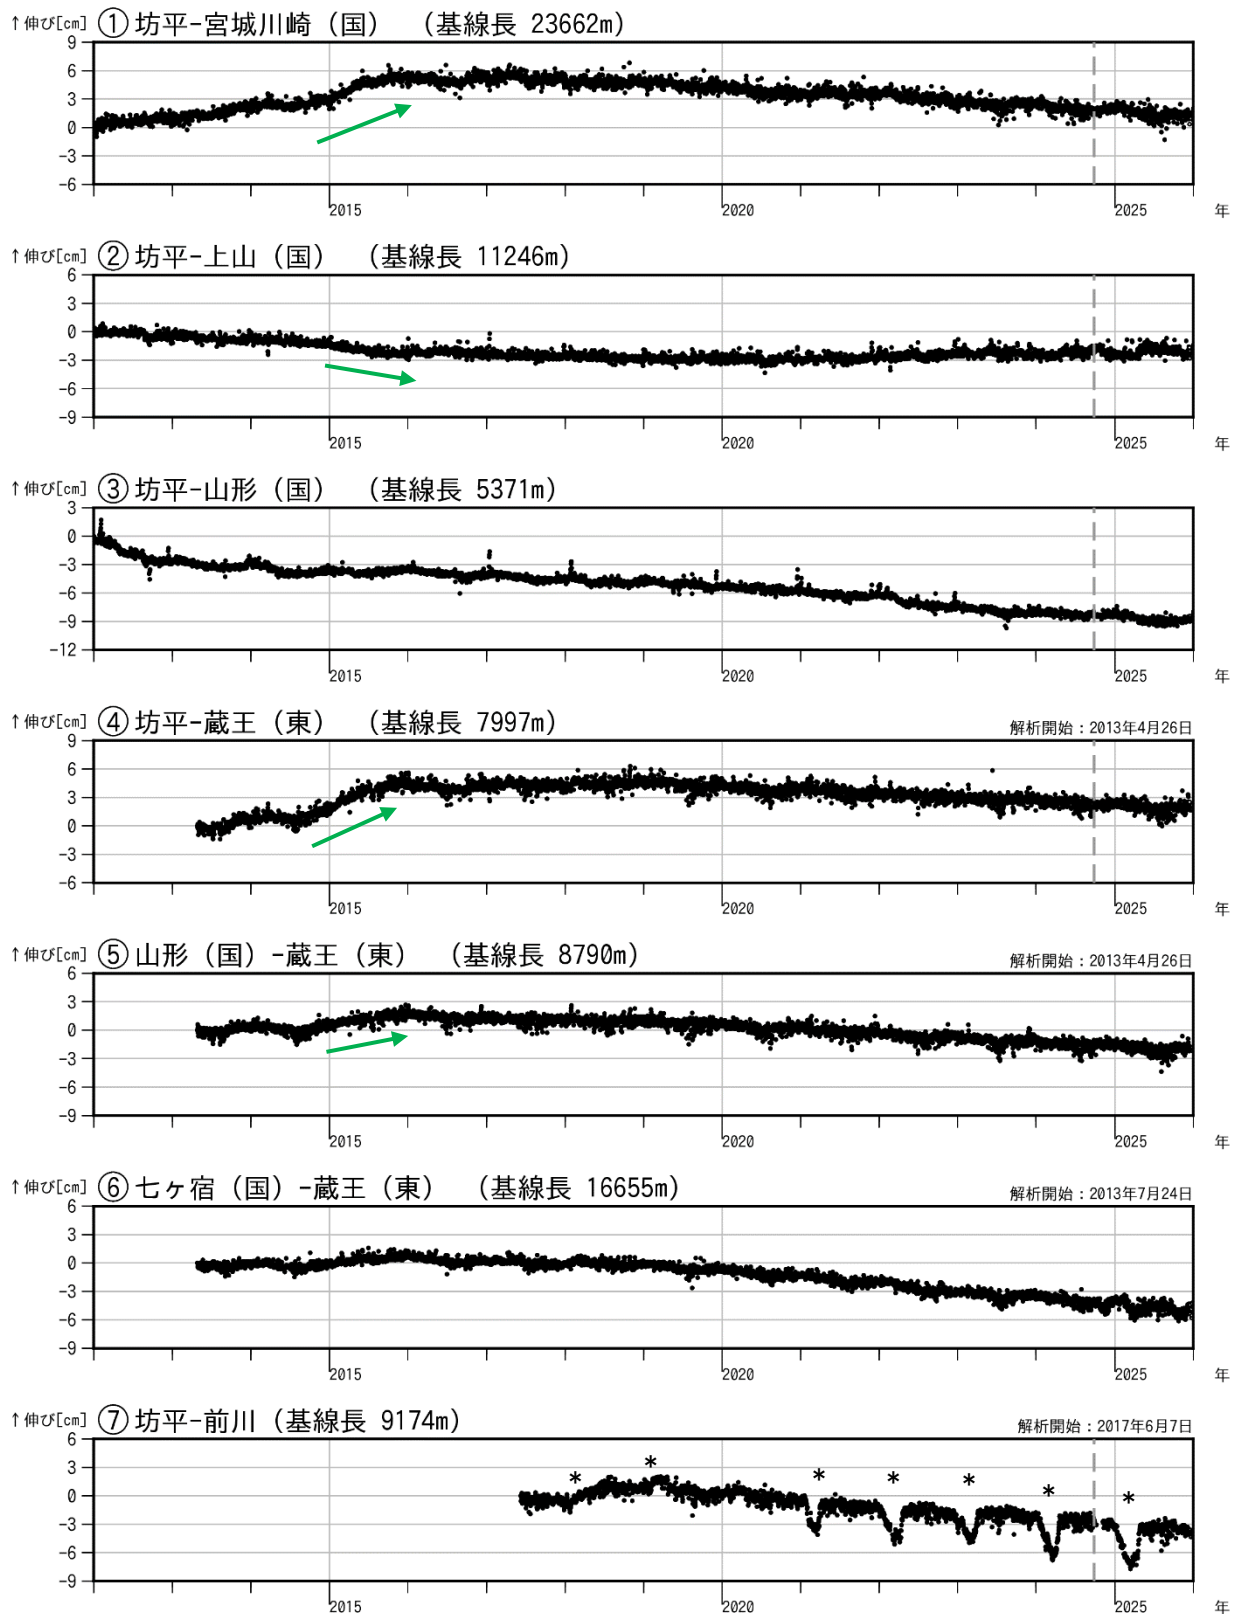 ↑伸び[cm] ①坊平-宮城川崎（国） （基線長 23662m）
9
6
3
0
-3
-6
2015 2020 2025 年
↑伸び[cm] ②坊平-上山（国） （基線長 11246m）
6
3
0
-3
-6
-9
2015 2020 2025 年
↑伸び[cm] ③坊平-山形（国） （基線長 5371m）
3
0
-3
-6
-9
-12
2015 2020 2025 年
↑伸び[cm] ④坊平-蔵王（東） （基線長 7997m） 解析開始：2013年4月26日
9
6
3
0
-3
-6
2015 2020 2025 年
↑伸び[cm] ⑤山形（国）-蔵王（東） （基線長 8790m） 解析開始：2013年4月26日
6
3
0
-3
-6
-9
2015 2020 2025 年
↑伸び[cm] ⑥七ヶ宿（国）-蔵王（東） （基線長 16655m） 解析開始：2013年7月24日
6
3
0
-3
-6
-9
2015 2020 2025 年
↑伸び[cm] ⑦坊平-前川（基線長 9174m） 解析開始：2017年6月7日
6
3
0
-3
-6
-9
* * * * * * *
2015 2020 2025 年